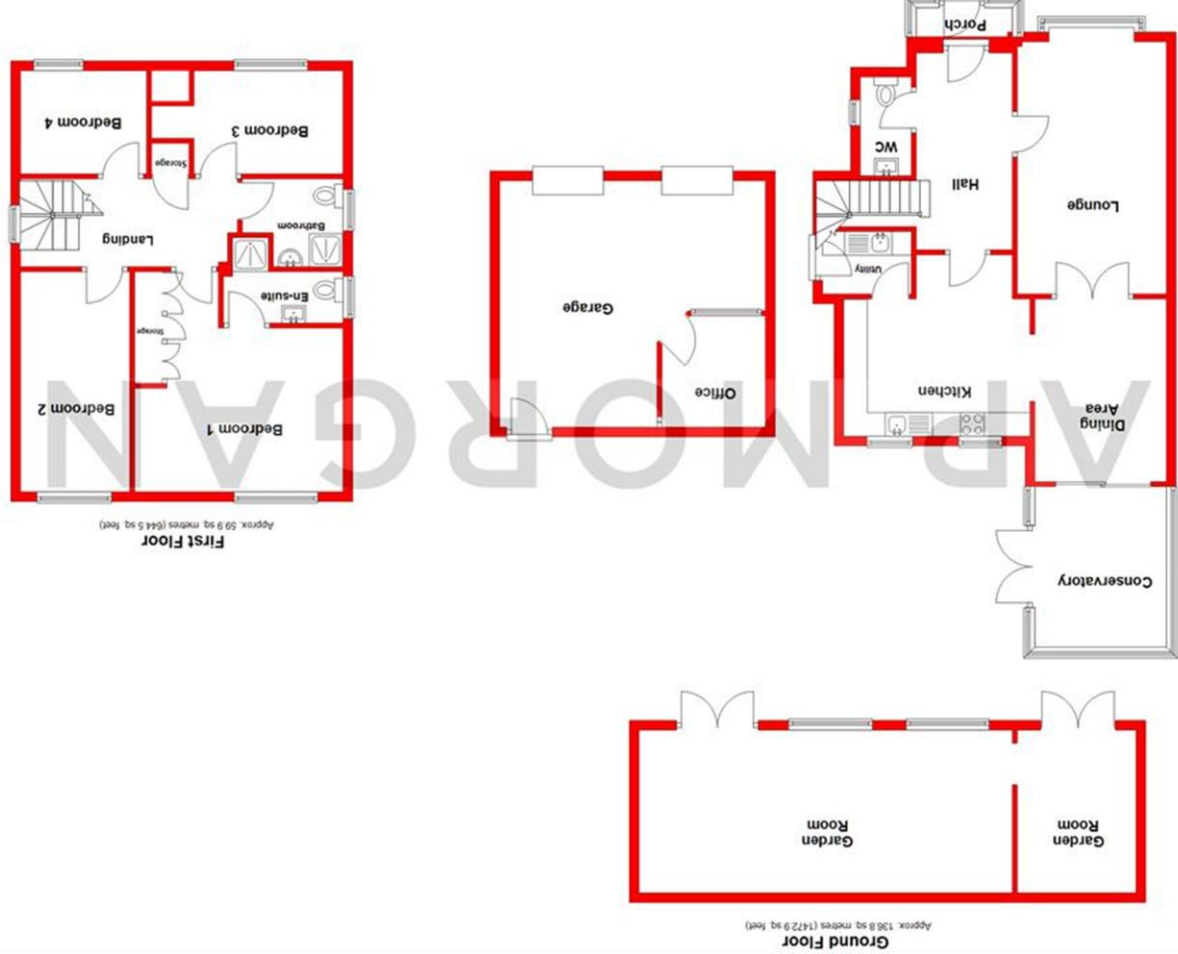 Ground Floor
Approx. 136.8 sq. metres (1472.9 sq. feet)
Garden
Room
Garden
Room
Conservatory
Dining
Area
Kitchen
Utility
Lounge
Hall
WC
Porch
Office
Garage
First Floor
Approx. 59.9 sq. metres (644.5 sq. feet)
Bedroom 1
Bedroom 2
Storage
En-suite
Landing
Bathroom
Storage
Bedroom 3
Bedroom 4
AP MORGAN